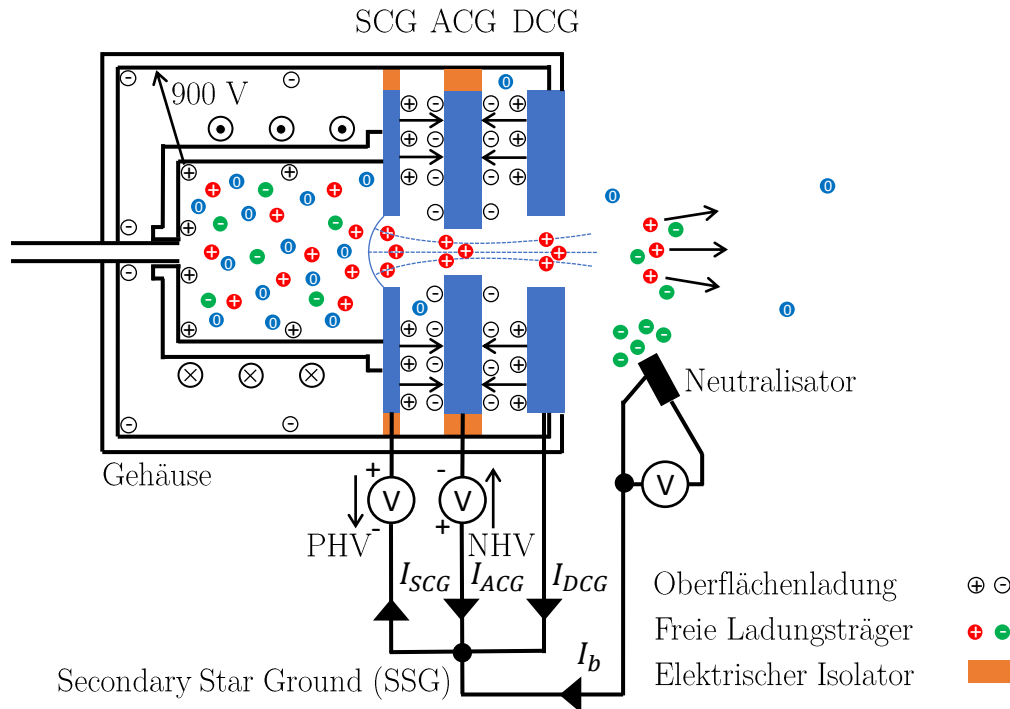 SCG ACG DCG
900 V
Gehäuse
Neutralisator
+ -
V V V
- +
PHV NHV
I_SCG I_ACG I_DCG
I_b
Secondary Star Ground (SSG)
Oberflächenladung
Freie Ladungsträger
Elektrischer Isolator